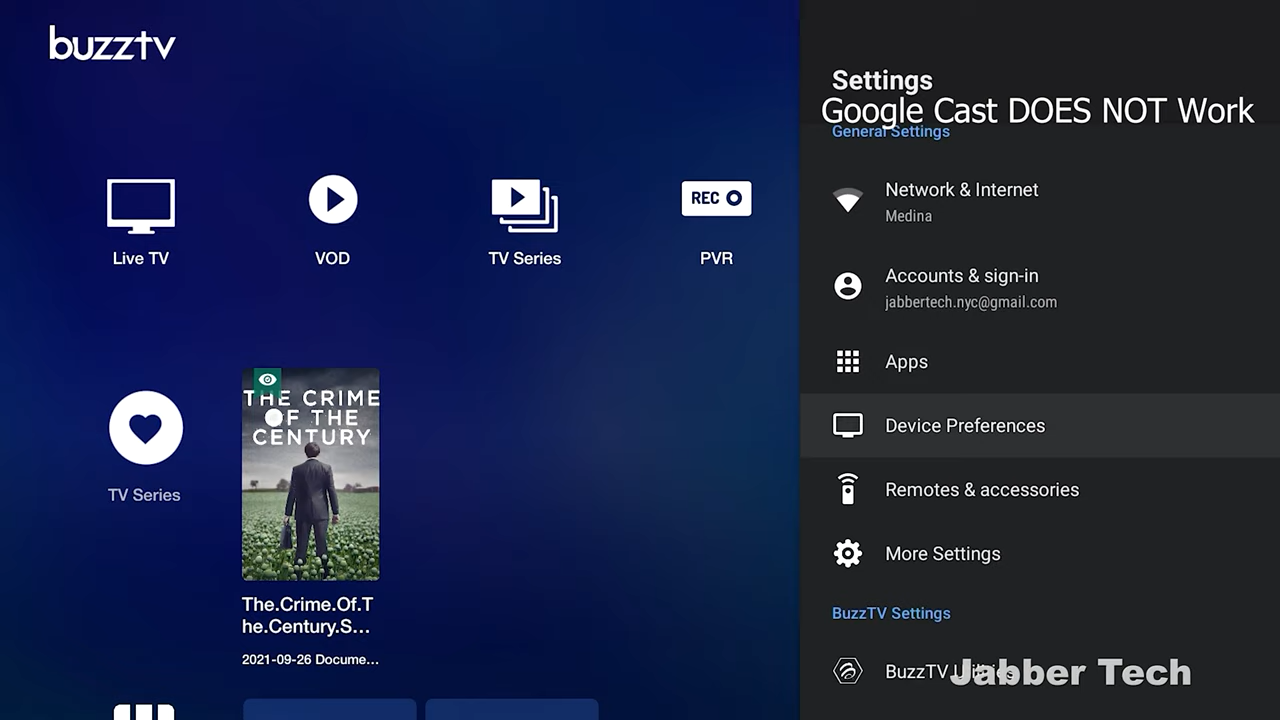 buzztv
Live TV
VOD
TV Series
REC
PVR
TV Series
THE CRIME
OF THE
CENTURY
The.Crime.Of.T
he.Century.S...
2021-09-26 Docume...
Settings
Google Cast DOES NOT Work
General Settings
Network & Internet
Medina
Accounts & sign-in
jabbertech.nyc@gmail.com
Apps
Device Preferences
Remotes & accessories
More Settings
BuzzTV Settings
BuzzTV
Jabber Tech